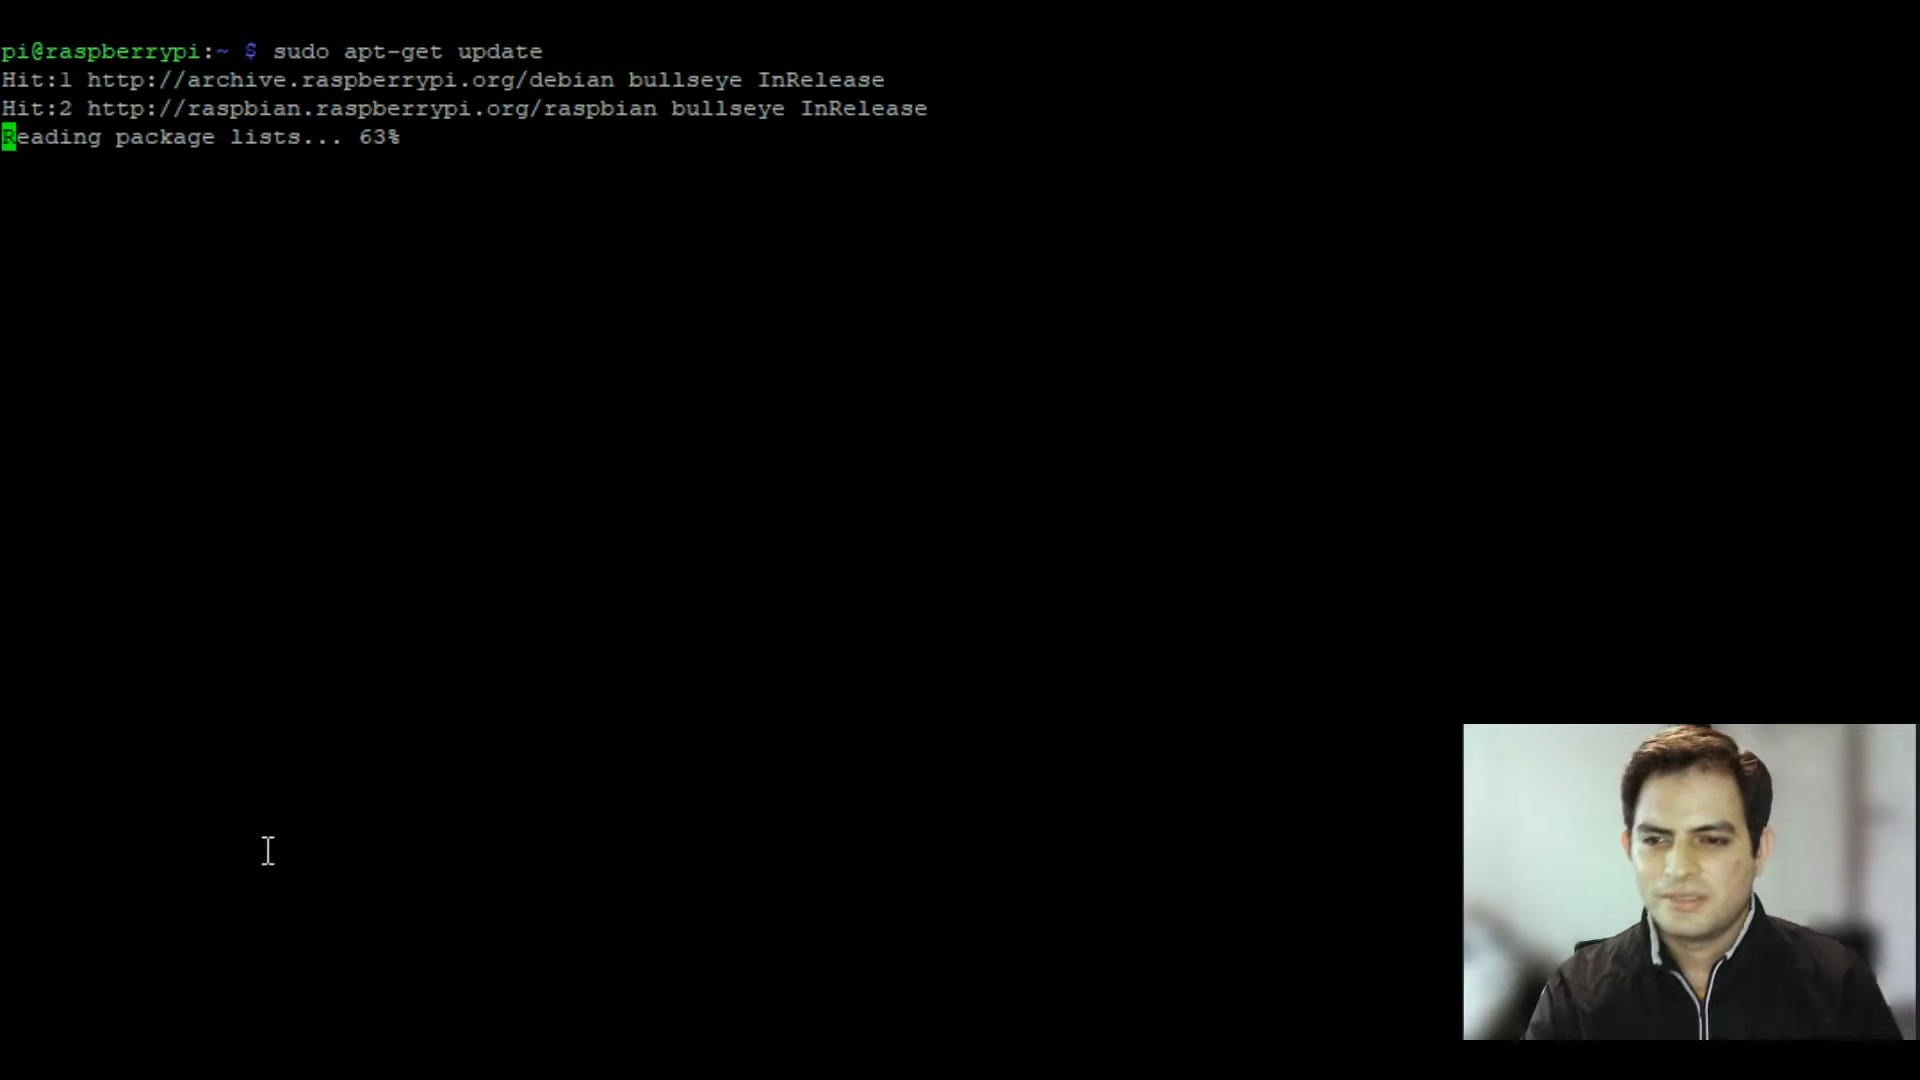 pi@raspberrypi:~ $ sudo apt-get update
Hit:1 http://archive.raspberrypi.org/debian bullseye InRelease
Hit:2 http://raspbian.raspberrypi.org/raspbian bullseye InRelease
Reading package lists... 63%